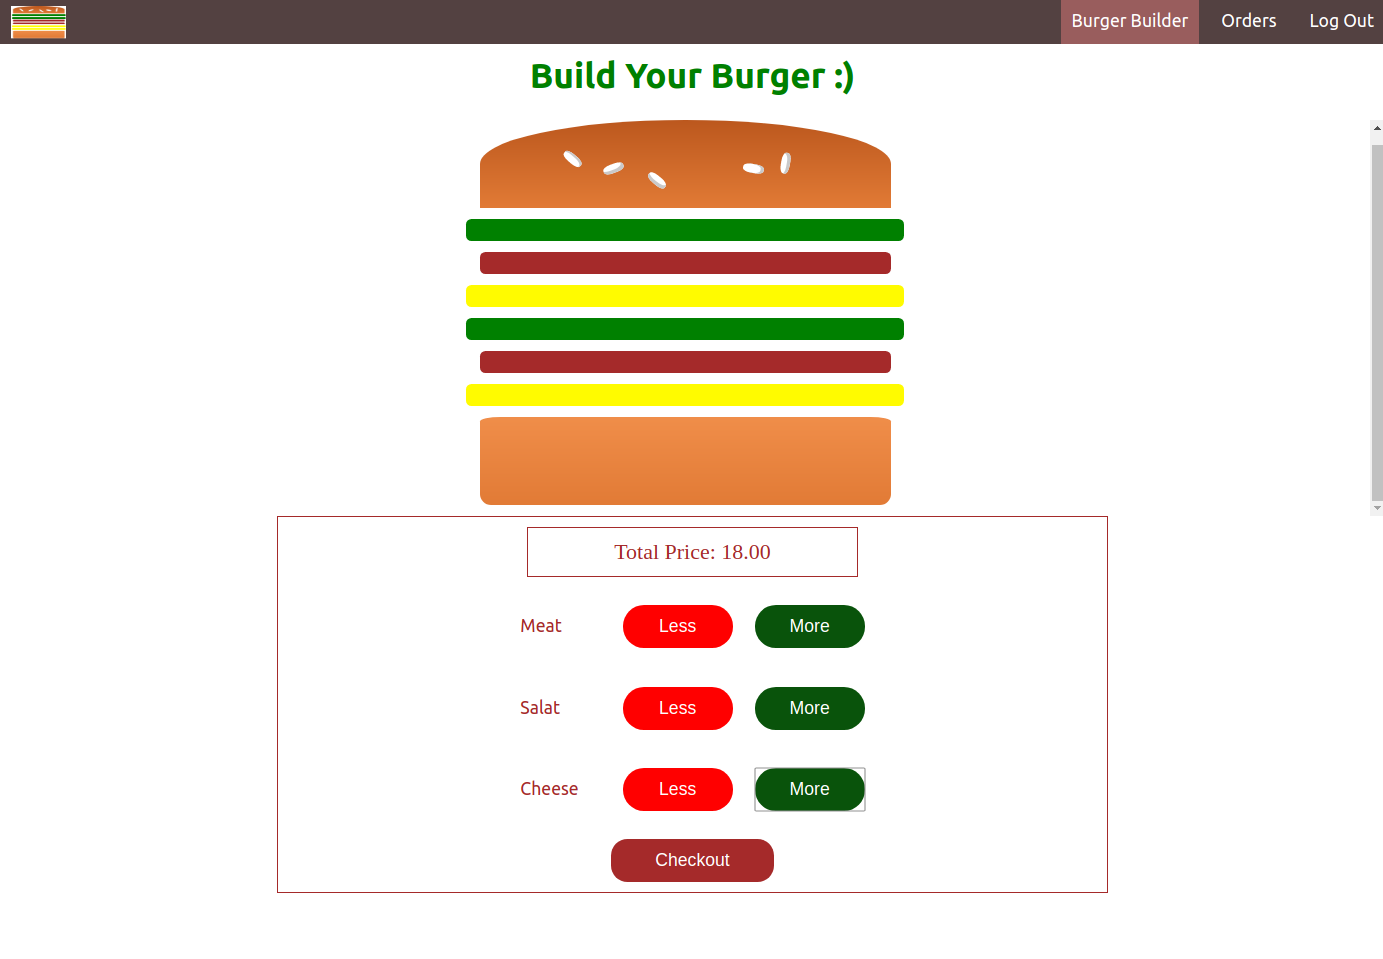 Burger Builder Orders Log Out
Build Your Burger :)
Total Price: 18.00
Meat Less More
Salat Less More
Cheese Less More
Checkout